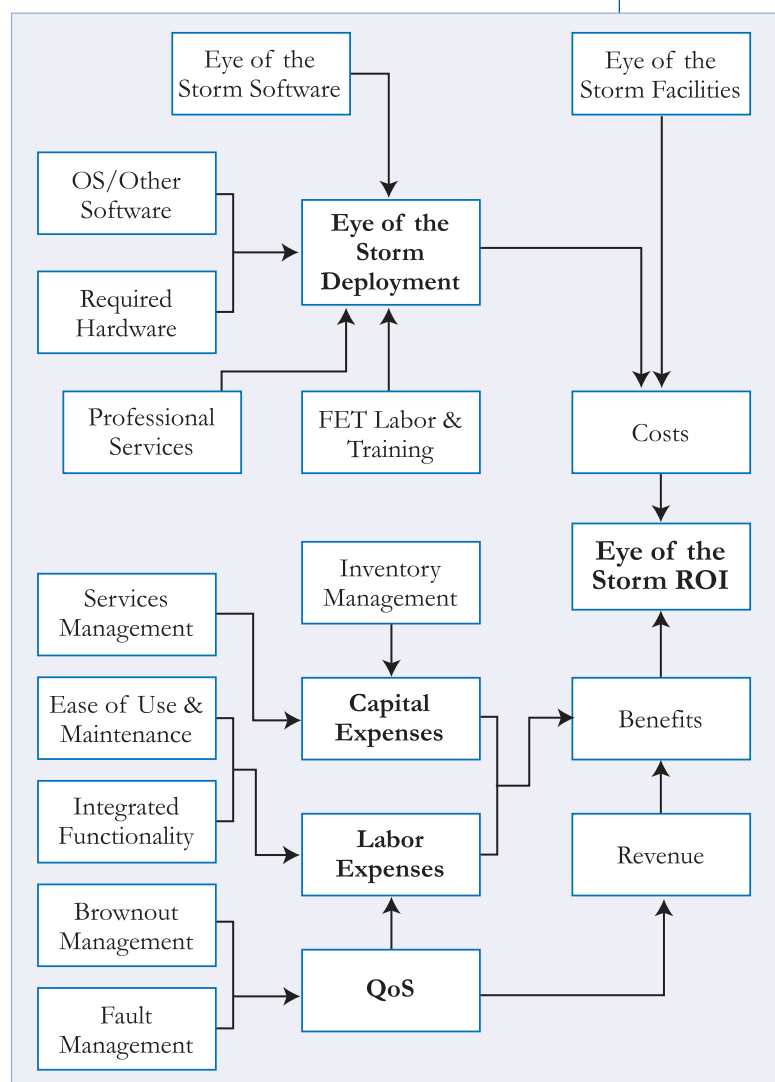 Eye of the
Storm Software
Eye of the
Storm Facilities
OS/Other
Software
Eye of the
Storm
Deployment
Required
Hardware
Professional
Services
FET Labor &
Training
Costs
Eye of the
Storm ROI
Inventory
Management
Services
Management
Ease of Use &
Maintenance
Capital
Expenses
Benefits
Integrated
Functionality
Labor
Expenses
Revenue
Brownout
Management
QoS
Fault
Management